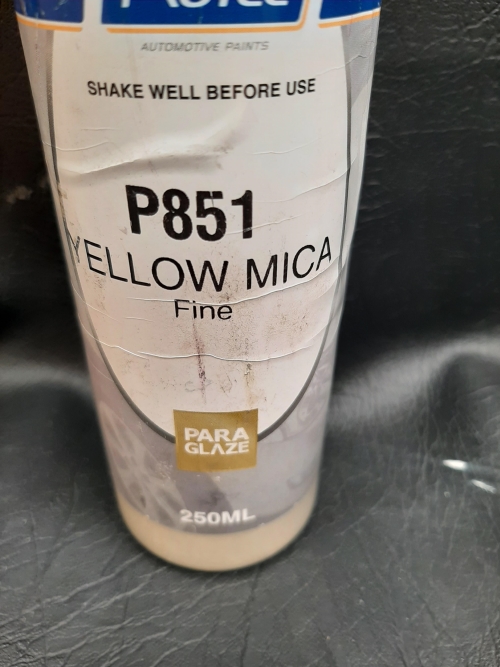 AUTOMOTIVE PAINTS
SHAKE WELL BEFORE USE
P851
YELLOW MICA
Fine
PARA
GLAZE
250ML